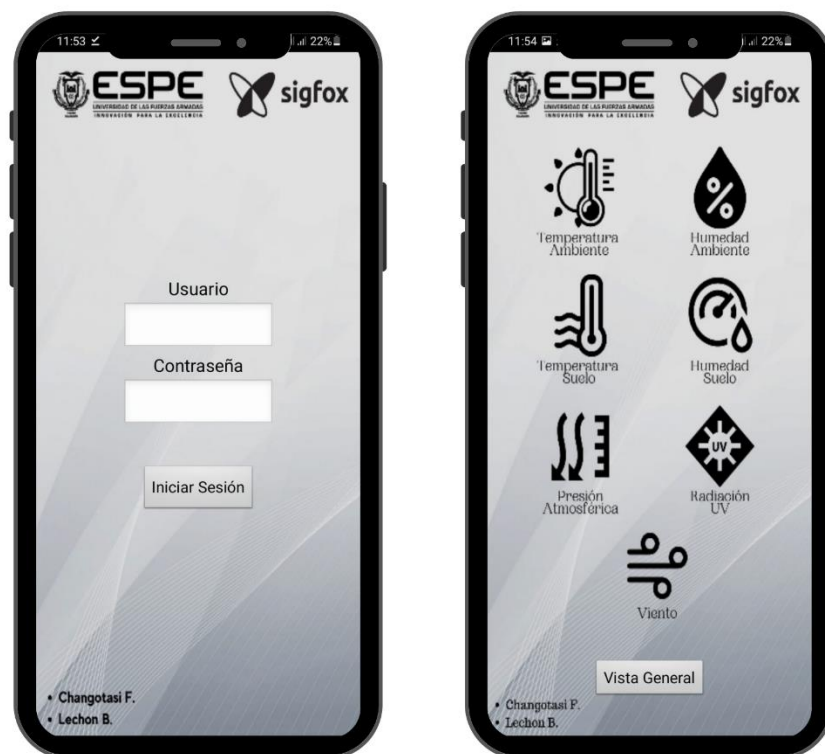 11:53
22%
ESPE
UNIVERSIDAD DE LAS FUERZAS ARMADAS
INNOVACIÓN PARA LA EXCELENCIA
sigfox
Usuario
Contraseña
Iniciar Sesión
• Changotasi F.
• Lechon B.
11:54
22%
ESPE
UNIVERSIDAD DE LAS FUERZAS ARMADAS
INNOVACIÓN PARA LA EXCELENCIA
sigfox
Temperatura
Ambiente
%
Humedad
Ambiente
Temperatura
Suelo
Humedad
Suelo
Presión
Atmosférica
UV
Radiación
UV
Viento
Vista General
• Changotasi F.
• Lechon B.